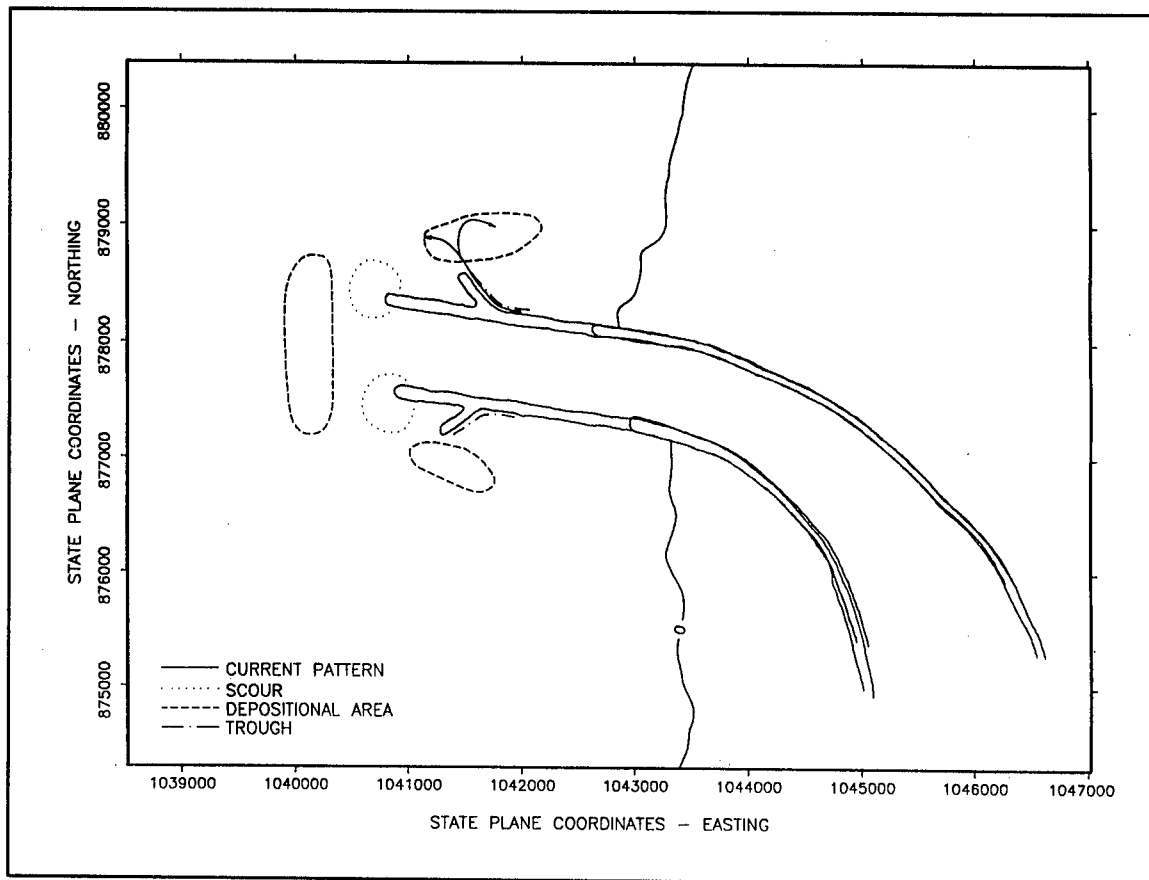 STATE PLANE COORDINATES – NORTHING
880000
879000
878000
877000
876000
875000
0
CURRENT PATTERN
SCOUR
DEPOSITIONAL AREA
TROUGH
1039000 1040000 1041000 1042000 1043000 1044000 1045000 1046000 1047000
STATE PLANE COORDINATES – EASTING